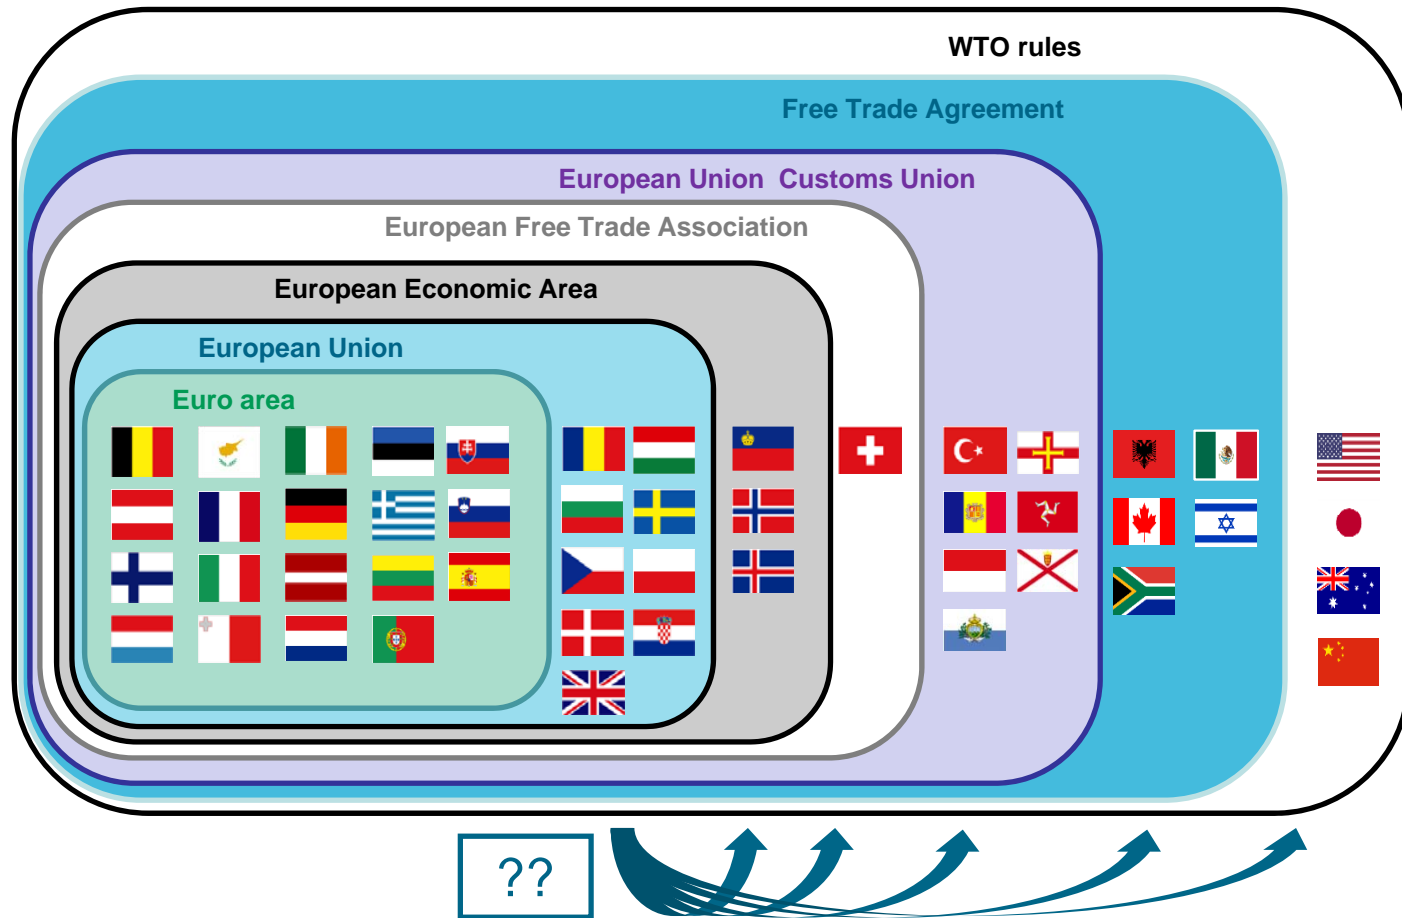 WTO rules
Free Trade Agreement
European Union Customs Union
European Free Trade Association
European Economic Area
European Union
Euro area
??